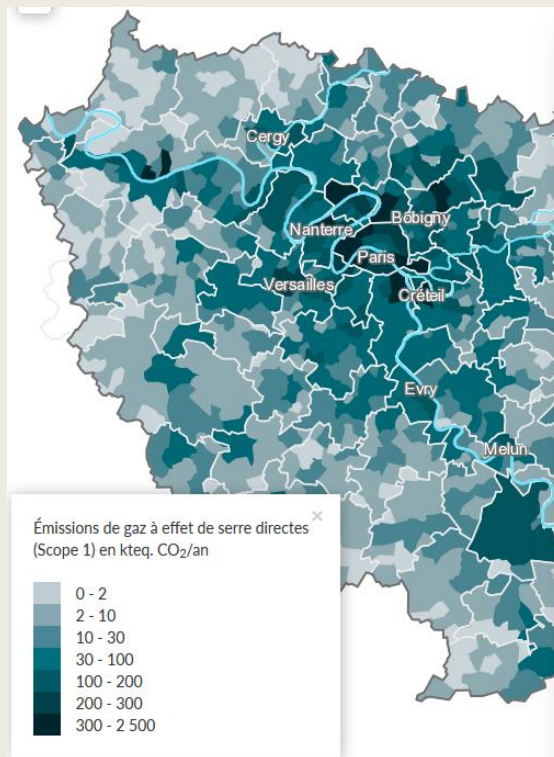 Cergy
Bobigny
Nanterre
Paris
Versailles
Créteil
Evry
Melun
Émissions de gaz à effet de serre directes
(Scope 1) en kteq. CO₂/an
×
0 - 2
2 - 10
10 - 30
30 - 100
100 - 200
200 - 300
300 - 2 500